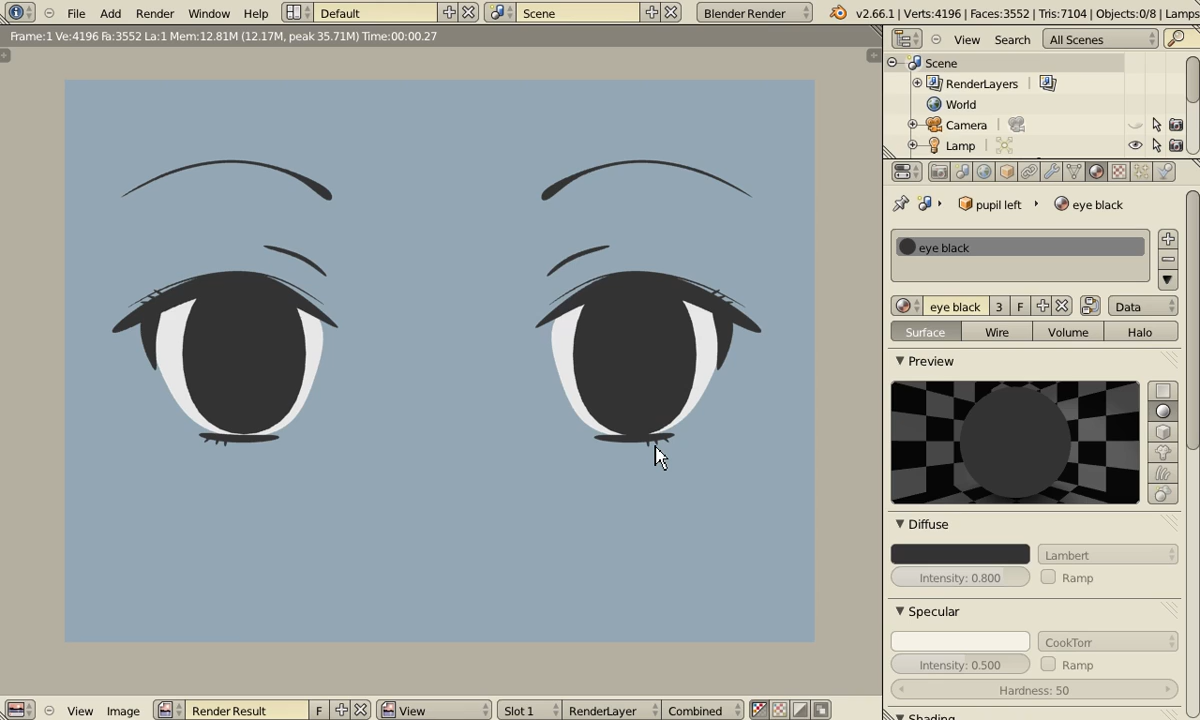 File Add Render Window Help Default Scene Blender Render v2.66.1 | Verts:4196 | Faces:3552 | Tris:7104 | Objects:0/8 | Lamps
Frame:1 Ve:4196 Fa:3552 La:1 Mem:12.81M (12.17M, peak 35.71M) Time:00:00.27
View Search All Scenes
Scene
RenderLayers
World
Camera
Lamp
pupil left eye black
eye black
eye black 3 F Data
Surface Wire Volume Halo
Preview
Diffuse
Lambert
Intensity: 0.800 Ramp
Specular
CookTorr
Intensity: 0.500 Ramp
Hardness: 50
Shading
View Image Render Result F View Slot 1 RenderLayer Combined